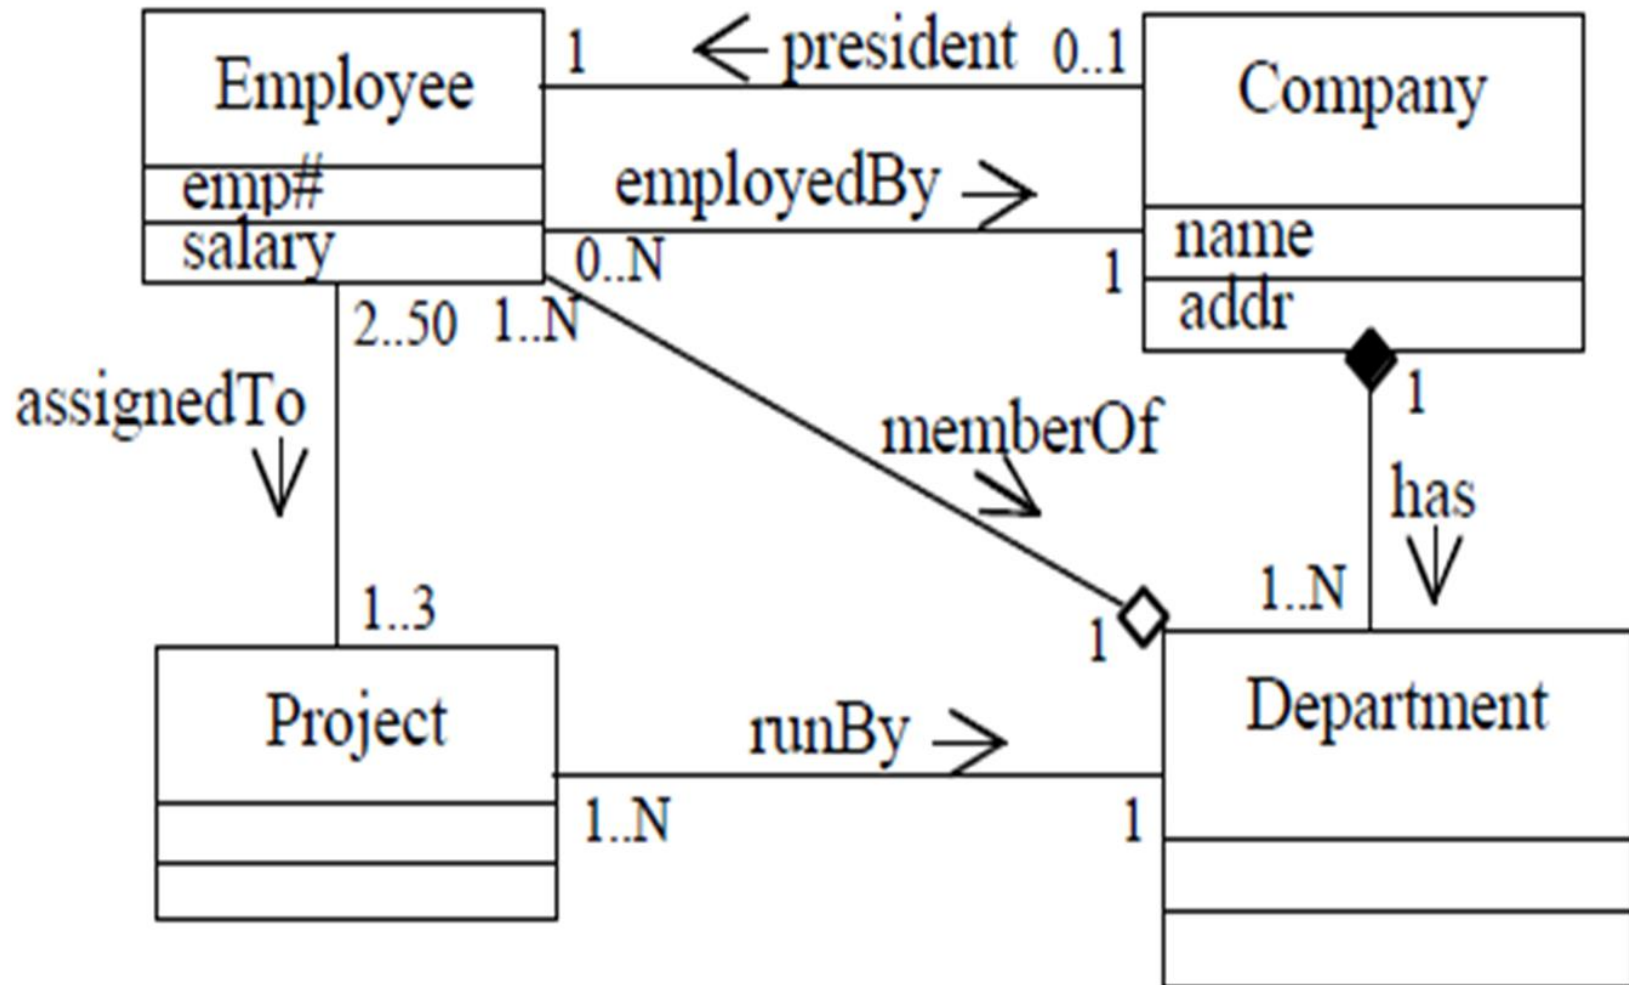 1
president
0..1
Employee
Company
emp#
employedBy
salary
0..N
1
name
addr
2..50
1..N
assignedTo
memberOf
1
has
1..3
1..N
1
Project
Department
runBy
1..N
1